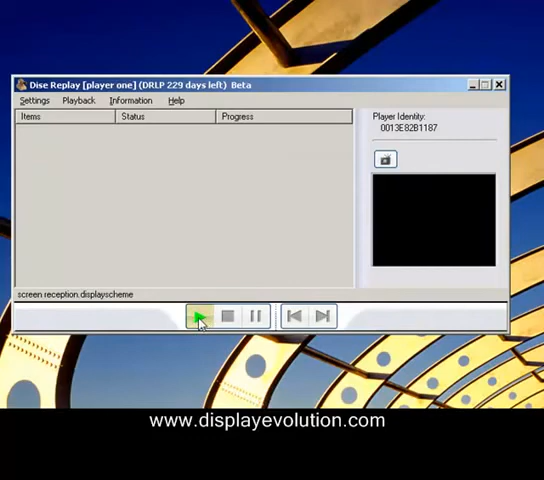 Dise Replay [player one] (DRLP 229 days left) Beta
Settings Playback Information Help
Items Status Progress
Player Identity:
0013E82B1187
screen reception.displayscheme
www.displayevolution.com